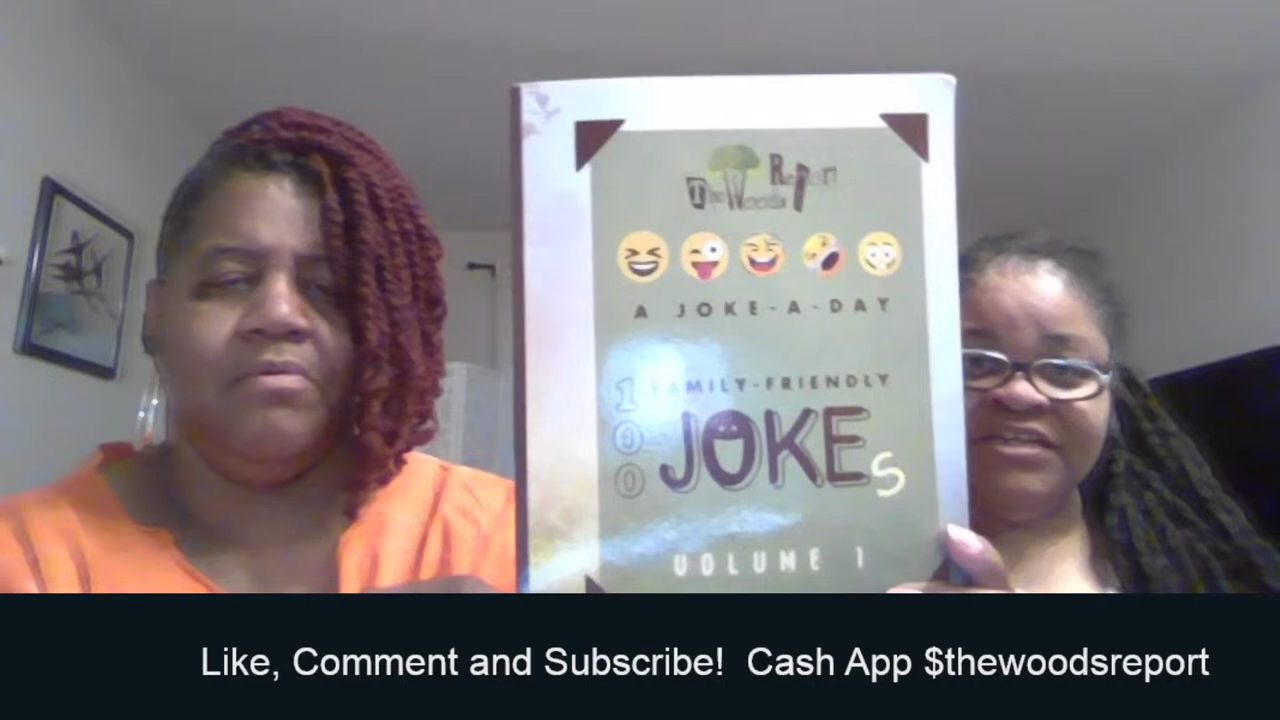 The Woods Report
A JOKE-A-DAY
100 FAMILY-FRIENDLY
JOKEs
VOLUME 1
Like, Comment and Subscribe! Cash App $thewoodsreport